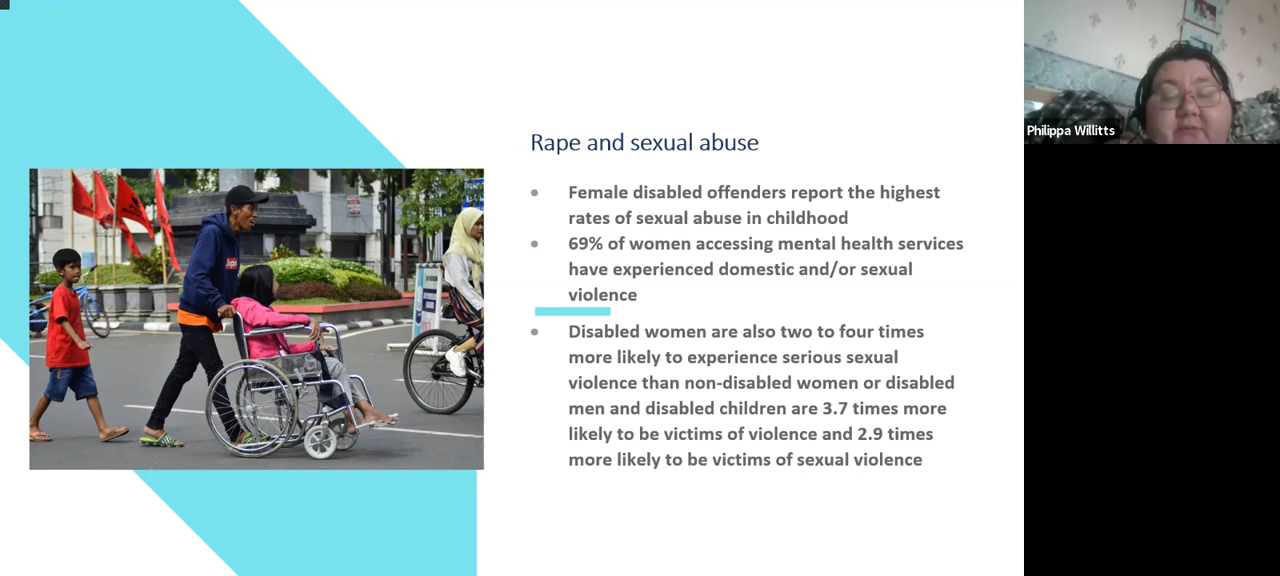 Rape and sexual abuse
Female disabled offenders report the highest
rates of sexual abuse in childhood
69% of women accessing mental health services
have experienced domestic and/or sexual
violence
Disabled women are also two to four times
more likely to experience serious sexual
violence than non-disabled women or disabled
men and disabled children are 3.7 times more
likely to be victims of violence and 2.9 times
more likely to be victims of sexual violence
Philippa Willitts